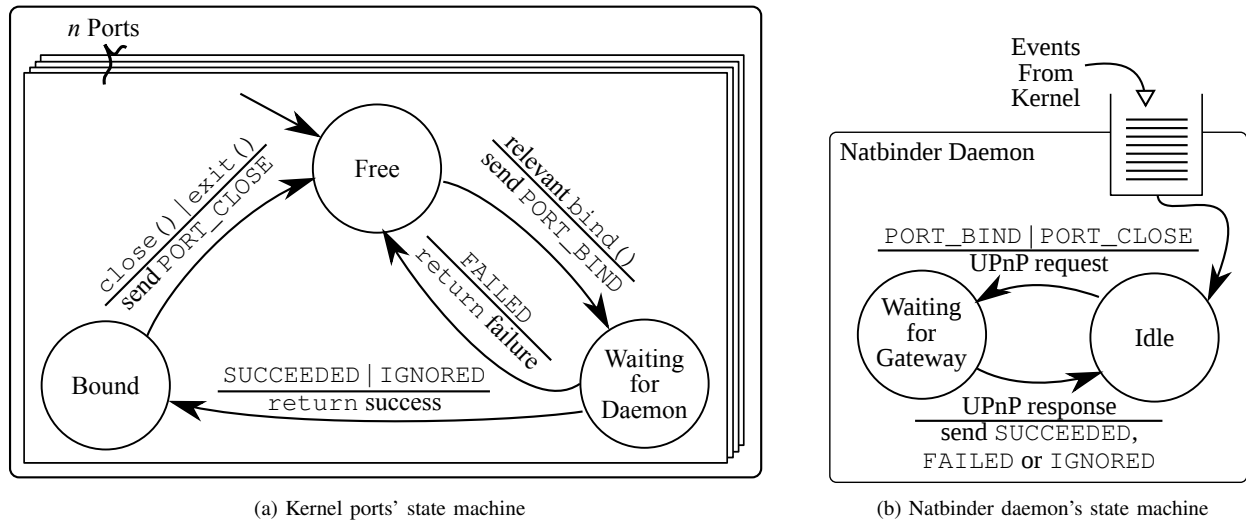 n Ports
Free
close()|exit()
send PORT_CLOSE
relevant bind()
send PORT_BIND
FAILED
return failure
Bound
SUCCEEDED|IGNORED
return success
Waiting
for
Daemon
(a) Kernel ports' state machine
Events
From
Kernel
Natbinder Daemon
PORT_BIND|PORT_CLOSE
UPnP request
Waiting
for
Gateway
Idle
UPnP response
send SUCCEEDED,
FAILED or IGNORED
(b) Natbinder daemon's state machine